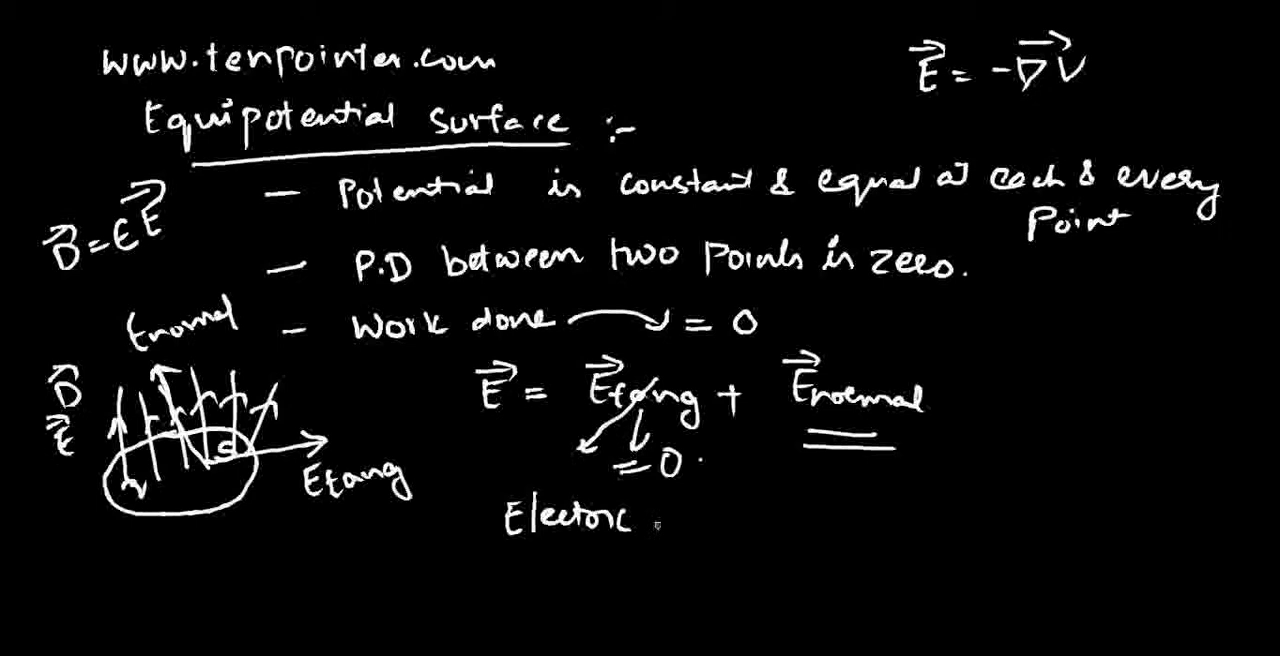 www.tenpointer.com
E = -∇V
Equipotential surface :-
D = ϵE
- Potential is constant & equal at each & every
Point
- P.D between two Points is zero.
Enormal
- Work done = 0
D
E
E = Etang + Enormal
= 0
Etang
Electric